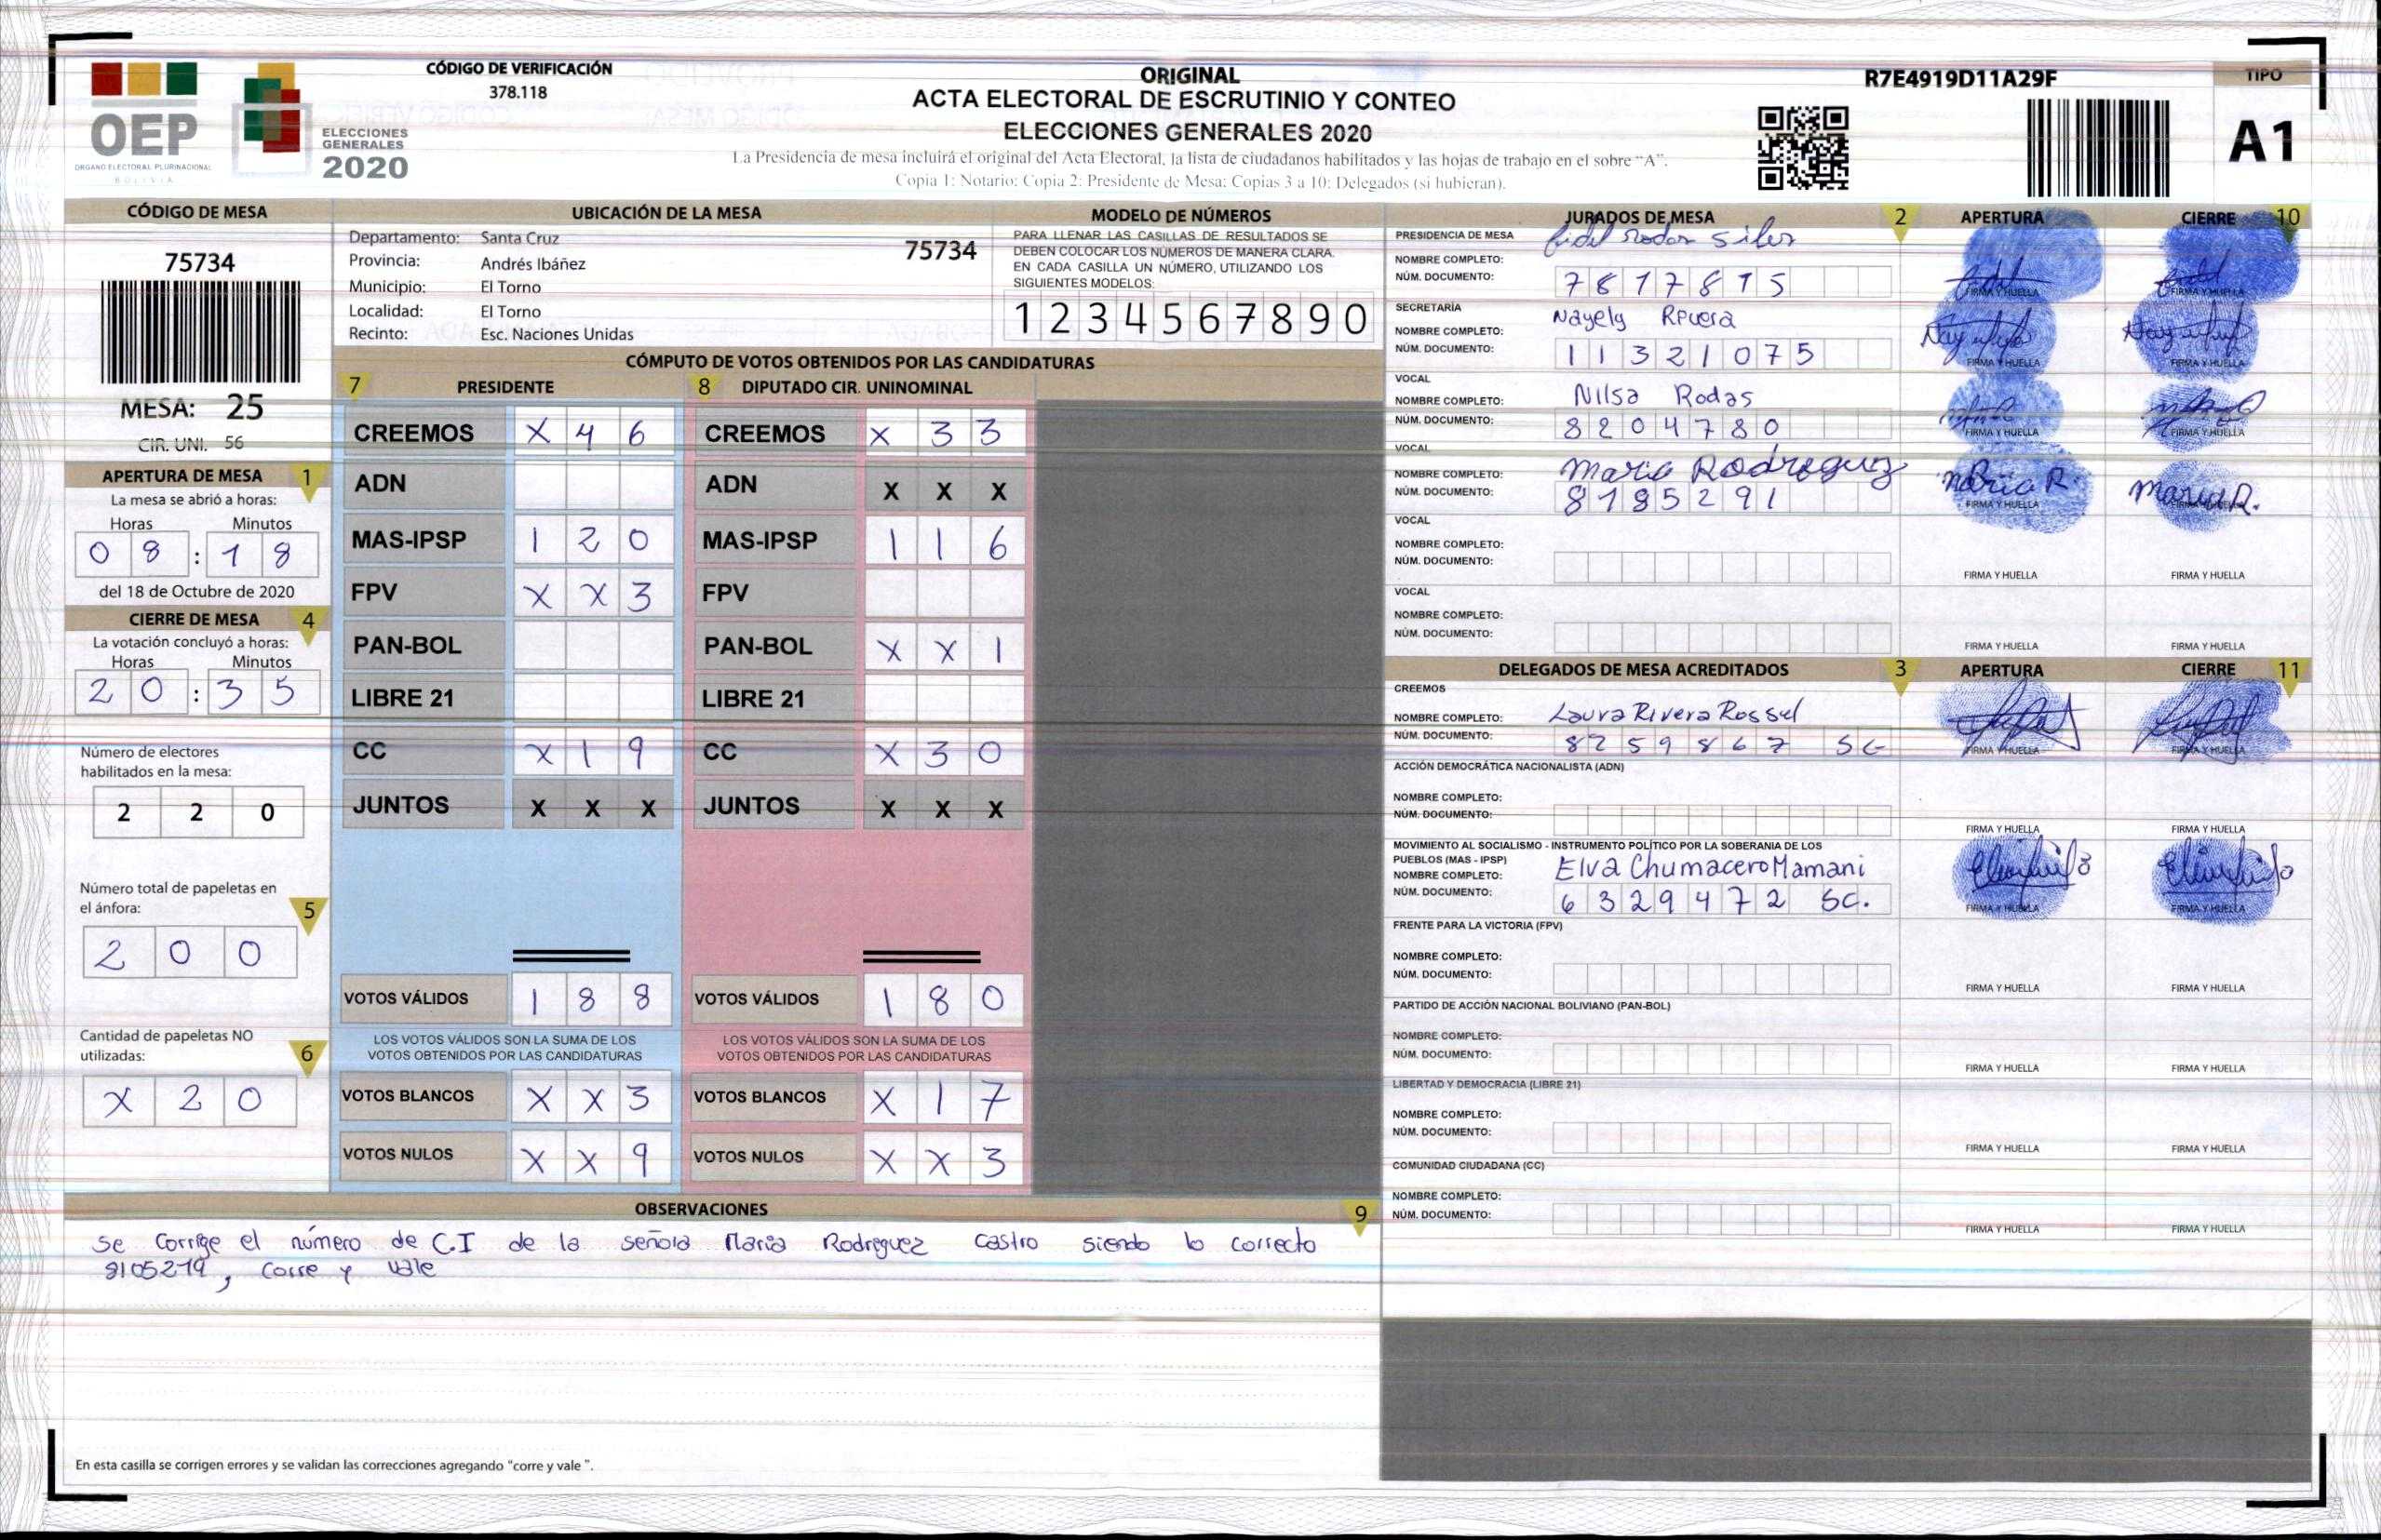 OEP
ORGANO ELECTORAL PLURINACIONAL
BOLIVIA
ELECCIONES
GENERALES
2020
CÓDIGO DE VERIFICACIÓN
378.118
ORIGINAL
ACTA ELECTORAL DE ESCRUTINIO Y CONTEO
ELECCIONES GENERALES 2020
La Presidencia de mesa incluirá el original del Acta Electoral, la lista de ciudadanos habilitados y las hojas de trabajo en el sobre "A".
Copia 1: Notario; Copia 2: Presidente de Mesa; Copias 3 a 10: Delegados (si hubieran).
R7E4919D11A29F
TIPO
A1
CÓDIGO DE MESA
75734
MESA: 25
CIR. UNI. 56
APERTURA DE MESA 1
La mesa se abrió a horas:
Horas Minutos
08:18
del 18 de Octubre de 2020
CIERRE DE MESA 4
La votación concluyó a horas:
Horas Minutos
20:35
Número de electores
habilitados en la mesa:
2 2 0
Número total de papeletas en
el ánfora: 5
2 0 0
Cantidad de papeletas NO
utilizadas: 6
X 2 0
UBICACIÓN DE LA MESA
Departamento: Santa Cruz 75734
Provincia: Andrés Ibáñez
Municipio: El Torno
Localidad: El Torno
Recinto: Esc. Naciones Unidas
MODELO DE NÚMEROS
PARA LLENAR LAS CASILLAS DE RESULTADOS SE
DEBEN COLOCAR LOS NÚMEROS DE MANERA CLARA.
EN CADA CASILLA UN NÚMERO, UTILIZANDO LOS
SIGUIENTES MODELOS:
1 2 3 4 5 6 7 8 9 0
CÓMPUTO DE VOTOS OBTENIDOS POR LAS CANDIDATURAS
7 PRESIDENTE 8 DIPUTADO CIR. UNINOMINAL
CREEMOS X 4 6 CREEMOS X 3 3
ADN ADN X X X
MAS-IPSP 1 2 0 MAS-IPSP 1 1 6
FPV X X 3 FPV
PAN-BOL PAN-BOL X X 1
LIBRE 21 LIBRE 21
CC X 1 9 CC X 3 0
JUNTOS X X X JUNTOS X X X
VOTOS VÁLIDOS 1 8 8 VOTOS VÁLIDOS 1 8 0
LOS VOTOS VÁLIDOS SON LA SUMA DE LOS LOS VOTOS VÁLIDOS SON LA SUMA DE LOS
VOTOS OBTENIDOS POR LAS CANDIDATURAS VOTOS OBTENIDOS POR LAS CANDIDATURAS
VOTOS BLANCOS X X 3 VOTOS BLANCOS X 1 7
VOTOS NULOS X X 9 VOTOS NULOS X X 3
OBSERVACIONES 9
se corrige el número de C.I de la señora Maria Rodreguez Castro siendo lo correcto
8105219, corre y vale
En esta casilla se corrigen errores y se validan las correcciones agregando "corre y vale ".
JURADOS DE MESA 2 APERTURA CIERRE 10
PRESIDENCIA DE MESA
NOMBRE COMPLETO: Fidel Rodas Siles
NÚM. DOCUMENTO: 7 8 1 7 8 1 5 FIRMA Y HUELLA FIRMA Y HUELLA
SECRETARÍA
NOMBRE COMPLETO: Nayely Rivera
NÚM. DOCUMENTO: 1 1 3 2 1 0 7 5 FIRMA Y HUELLA FIRMA Y HUELLA
VOCAL
NOMBRE COMPLETO: Nilsa Rodas
NÚM. DOCUMENTO: 8 2 0 4 7 8 0 FIRMA Y HUELLA FIRMA Y HUELLA
VOCAL
NOMBRE COMPLETO: Maria Rodreguz Maria R. Maria R.
NÚM. DOCUMENTO: 8 1 8 5 2 9 1 FIRMA Y HUELLA FIRMA Y HUELLA
VOCAL
NOMBRE COMPLETO:
NÚM. DOCUMENTO: FIRMA Y HUELLA FIRMA Y HUELLA
VOCAL
NOMBRE COMPLETO:
NÚM. DOCUMENTO: FIRMA Y HUELLA FIRMA Y HUELLA
DELEGADOS DE MESA ACREDITADOS 3 APERTURA CIERRE 11
CREEMOS
NOMBRE COMPLETO: Laura Rivera Rossel
NÚM. DOCUMENTO: 8 2 5 9 8 6 7 SC FIRMA Y HUELLA FIRMA Y HUELLA
ACCIÓN DEMOCRÁTICA NACIONALISTA (ADN)
NOMBRE COMPLETO:
NÚM. DOCUMENTO: FIRMA Y HUELLA FIRMA Y HUELLA
MOVIMIENTO AL SOCIALISMO - INSTRUMENTO POLÍTICO POR LA SOBERANIA DE LOS
PUEBLOS (MAS - IPSP)
NOMBRE COMPLETO: Elva Chumacero Mamani
NÚM. DOCUMENTO: 6 3 2 9 4 7 2 SC. FIRMA Y HUELLA FIRMA Y HUELLA
FRENTE PARA LA VICTORIA (FPV)
NOMBRE COMPLETO:
NÚM. DOCUMENTO: FIRMA Y HUELLA FIRMA Y HUELLA
PARTIDO DE ACCIÓN NACIONAL BOLIVIANO (PAN-BOL)
NOMBRE COMPLETO:
NÚM. DOCUMENTO: FIRMA Y HUELLA FIRMA Y HUELLA
LIBERTAD Y DEMOCRACIA (LIBRE 21)
NOMBRE COMPLETO:
NÚM. DOCUMENTO: FIRMA Y HUELLA FIRMA Y HUELLA
COMUNIDAD CIUDADANA (CC)
NOMBRE COMPLETO:
NÚM. DOCUMENTO: FIRMA Y HUELLA FIRMA Y HUELLA